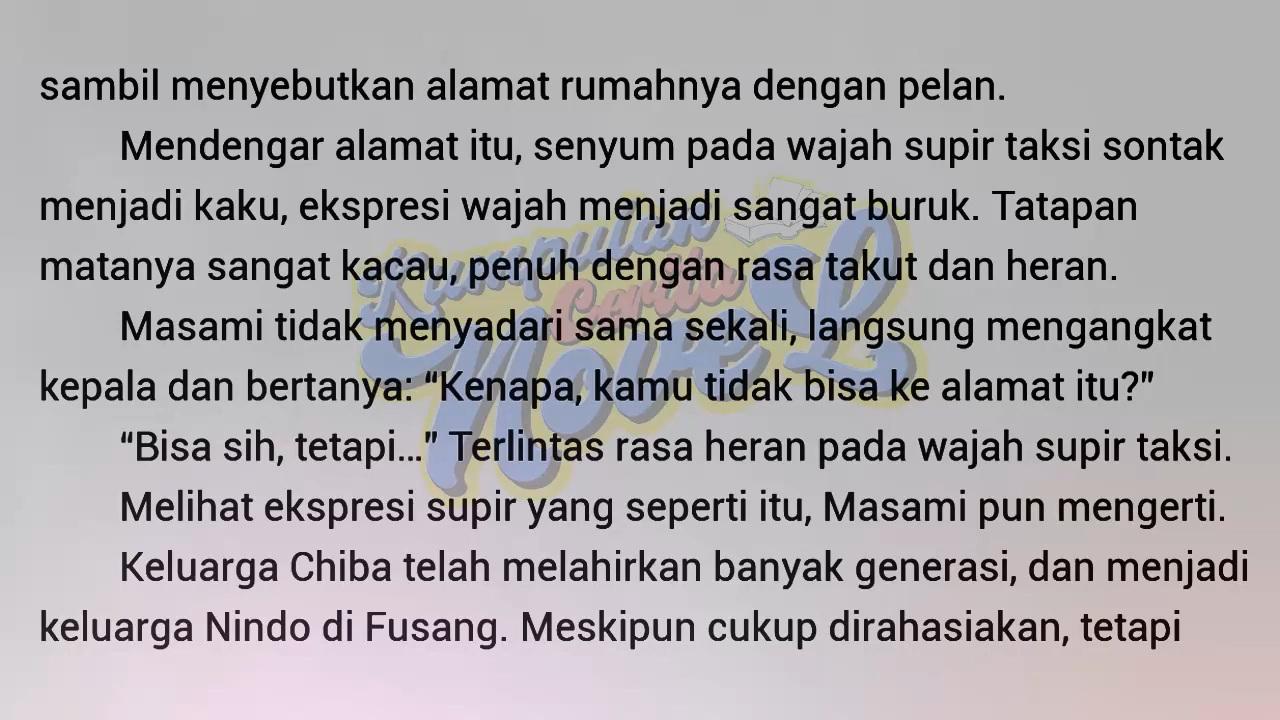 sambil menyebutkan alamat rumahnya dengan pelan.
Mendengar alamat itu, senyum pada wajah supir taksi sontak
menjadi kaku, ekspresi wajah menjadi sangat buruk. Tatapan
matanya sangat kacau, penuh dengan rasa takut dan heran.
Masami tidak menyadari sama sekali, langsung mengangkat
kepala dan bertanya: “Kenapa, kamu tidak bisa ke alamat itu?”
“Bisa sih, tetapi...” Terlintas rasa heran pada wajah supir taksi.
Melihat ekspresi supir yang seperti itu, Masami pun mengerti.
Keluarga Chiba telah melahirkan banyak generasi, dan menjadi
keluarga Nindo di Fusang. Meskipun cukup dirahasiakan, tetapi
Kumpulan
Cerita
NoveL